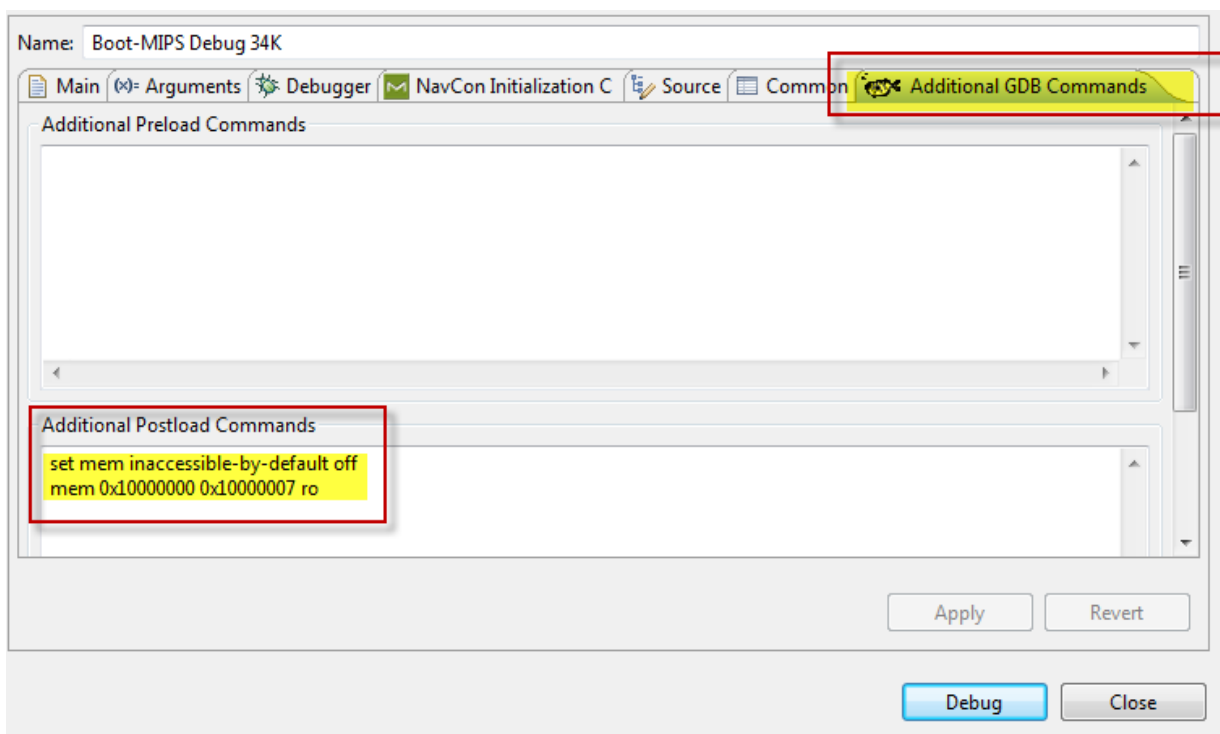 Name: Boot-MIPS Debug 34K
Main (x)= Arguments Debugger NavCon Initialization C Source Common Additional GDB Commands
Additional Preload Commands
Additional Postload Commands
set mem inaccessible-by-default off
mem 0x10000000 0x10000007 ro
Apply Revert
Debug Close